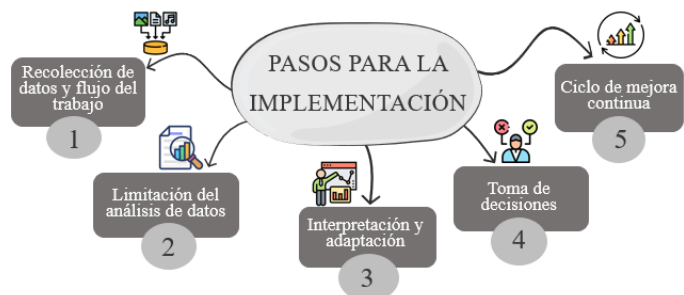 PASOS PARA LA
IMPLEMENTACIÓN
Recolección de
datos y flujo del
trabajo
1
Limitación del
análisis de datos
2
Interpretación y
adaptación
3
Toma de
decisiones
4
Ciclo de mejora
continua
5